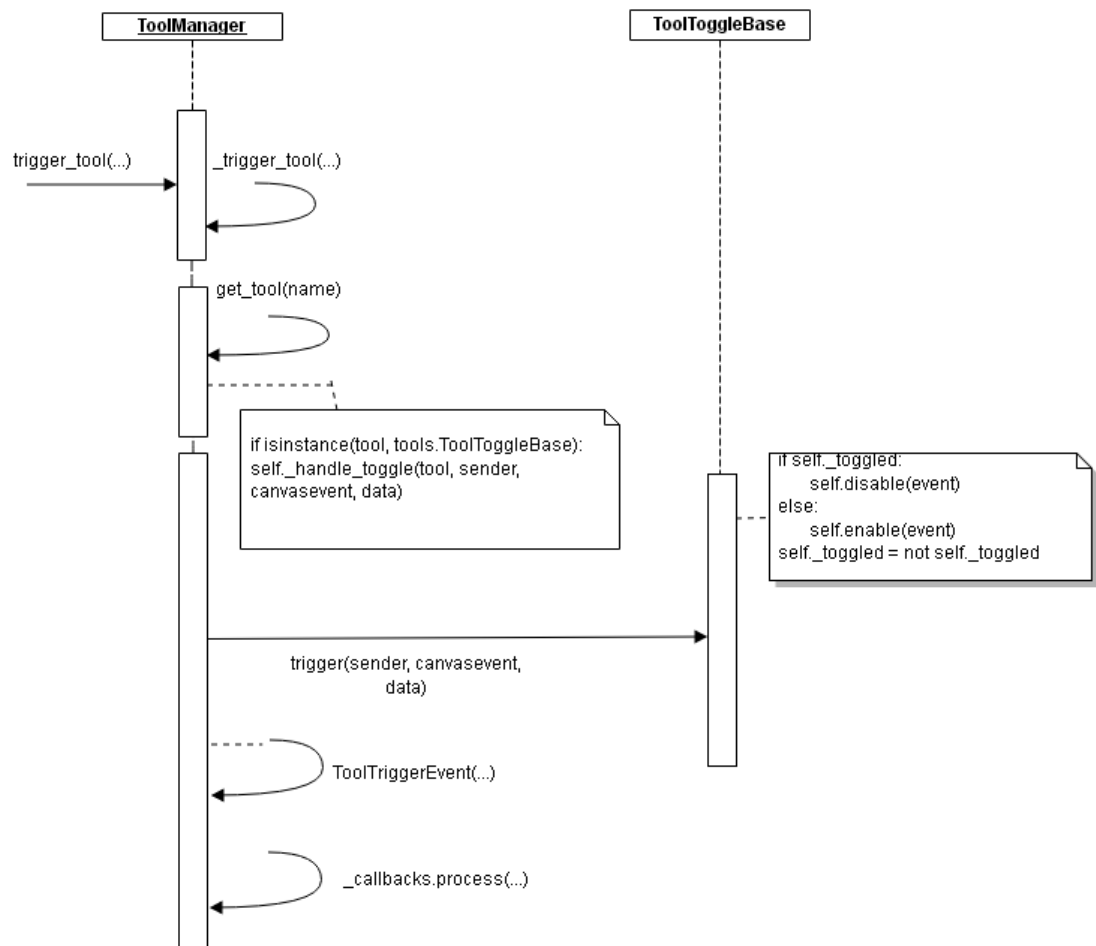 ToolManager
ToolToggleBase
trigger_tool(...)
_trigger_tool(...)
get_tool(name)
if isinstance(tool, tools.ToolToggleBase):
self._handle_toggle(tool, sender,
canvasevent, data)
if self._toggled:
self.disable(event)
else:
self.enable(event)
self._toggled = not self._toggled
trigger(sender, canvasevent,
data)
ToolTriggerEvent(...)
_callbacks.process(...)